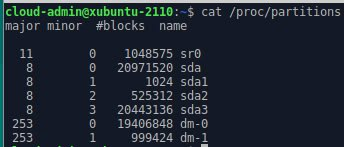 cloud-admin@xubuntu-2110:~$ cat /proc/partitions
major minor  #blocks  name

  11        0    1048575 sr0
   8        0   20971520 sda
   8        1       1024 sda1
   8        2     525312 sda2
   8        3   20443136 sda3
 253        0   19406848 dm-0
 253        1     999424 dm-1